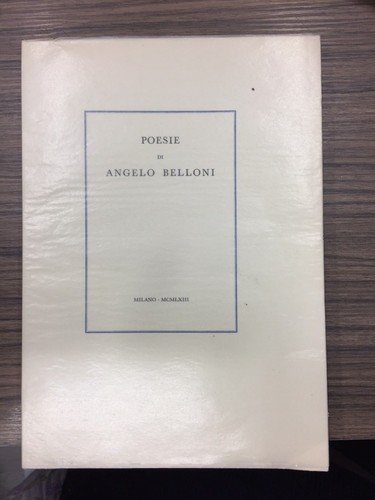 POESIE
DI
ANGELO BELLONI
MILANO - MCMLXIII